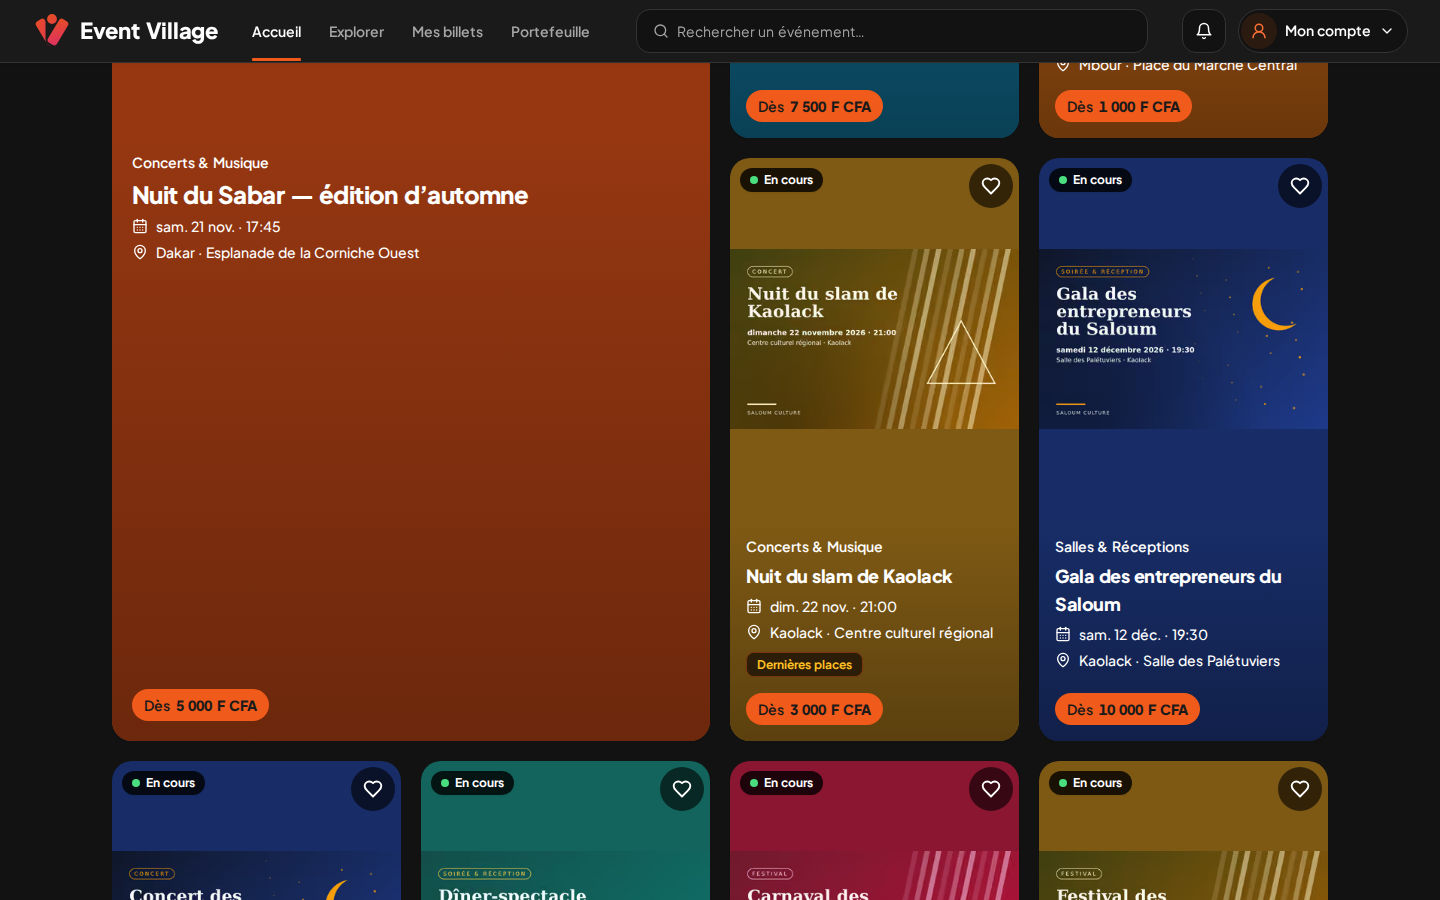 Event Village
Accueil
Explorer
Mes billets
Portefeuille
Rechercher un événement…
Mon compte
Concerts & Musique
Nuit du Sabar — édition d’automne
sam. 21 nov. · 17:45
Dakar · Esplanade de la Corniche Ouest
Dès 5 000 F CFA
Dès 7 500 F CFA
Mbour · Place du Marché Central
Dès 1 000 F CFA
En cours
CONCERT
Nuit du slam de
Kaolack
dimanche 22 novembre 2026 · 21:00
Centre culturel régional · Kaolack
SALOUM CULTURE
Concerts & Musique
Nuit du slam de Kaolack
dim. 22 nov. · 21:00
Kaolack · Centre culturel régional
Dernières places
Dès 3 000 F CFA
En cours
SOIRÉE & RÉCEPTION
Gala des
entrepreneurs
du Saloum
samedi 12 décembre 2026 · 19:30
Salle des Palétuviers · Kaolack
SALOUM CULTURE
Salles & Réceptions
Gala des entrepreneurs du
Saloum
sam. 12 déc. · 19:30
Kaolack · Salle des Palétuviers
Dès 10 000 F CFA
En cours
CONCERT
Concert des
En cours
SOIRÉE & RÉCEPTION
Dîner-spectacle
En cours
FESTIVAL
Carnaval des
En cours
FESTIVAL
Festival des